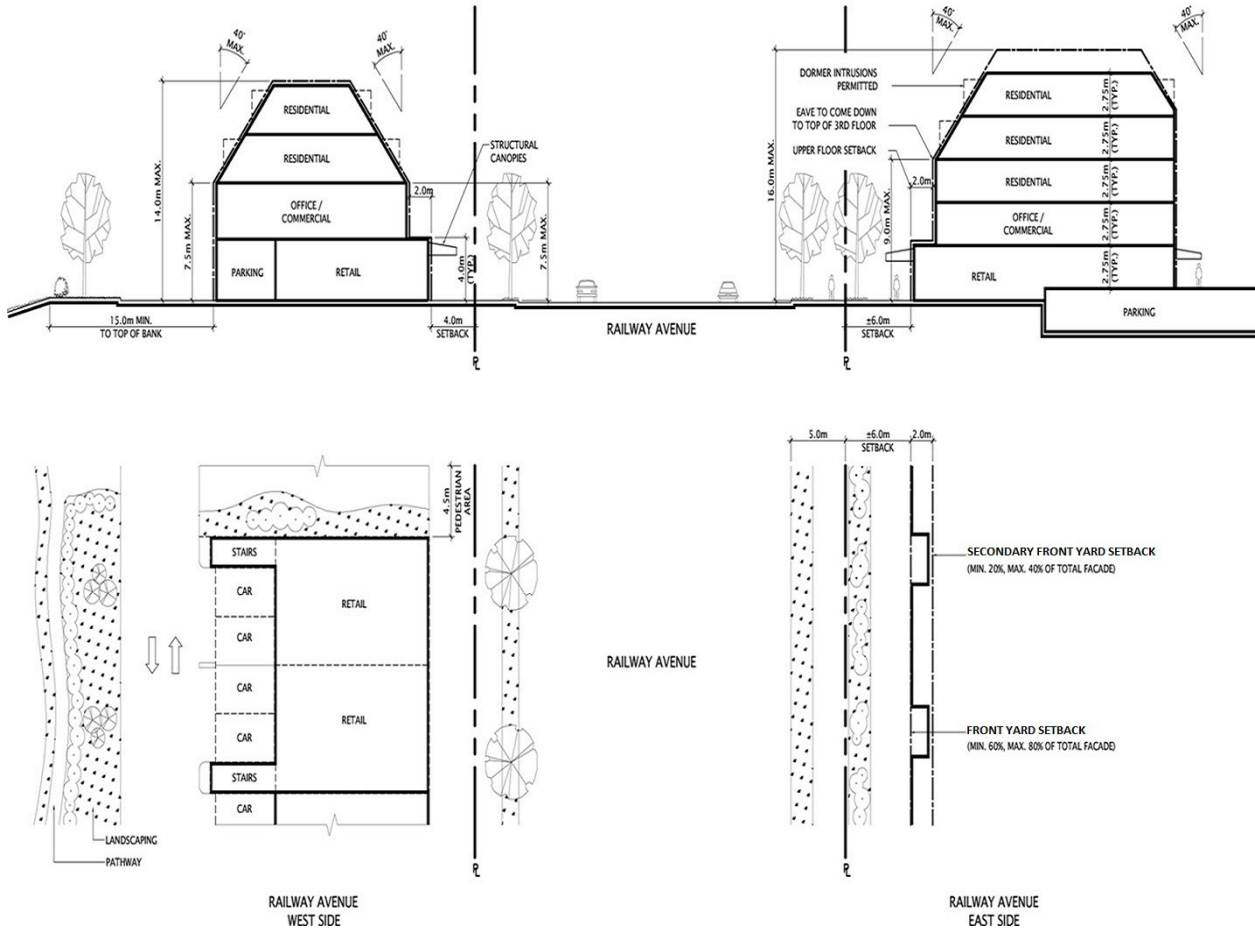 40'
MAX.
40'
MAX.
RESIDENTIAL
RESIDENTIAL
OFFICE /
COMMERCIAL
PARKING
RETAIL
14.0m MAX.
7.5m MAX.
2.0m
STRUCTURAL
CANOPIES
4.0m
(TYP.)
7.5m MAX.
15.0m MIN.
TO TOP OF BANK
4.0m
SETBACK
PL
RAILWAY AVENUE
40'
MAX.
40'
MAX.
DORMER INTRUSIONS
PERMITTED
EAVE TO COME DOWN
TO TOP OF 3RD FLOOR
UPPER FLOOR SETBACK
16.0m MAX.
2.0m
9.0m MAX.
RESIDENTIAL
2.75m
(TYP.)
RESIDENTIAL
2.75m
(TYP.)
RESIDENTIAL
2.75m
(TYP.)
OFFICE /
COMMERCIAL
2.75m
(TYP.)
RETAIL
2.75m
(TYP.)
PARKING
±6.0m
SETBACK
PL
4.5m
PEDESTRIAN
AREA
STAIRS
CAR
CAR
CAR
CAR
STAIRS
CAR
RETAIL
RETAIL
LANDSCAPING
PATHWAY
PL
RAILWAY AVENUE
WEST SIDE
RAILWAY AVENUE
5.0m
±6.0m
SETBACK
2.0m
SECONDARY FRONT YARD SETBACK
(MIN. 20%, MAX. 40% OF TOTAL FACADE)
FRONT YARD SETBACK
(MIN. 60%, MAX. 80% OF TOTAL FACADE)
PL
RAILWAY AVENUE
EAST SIDE